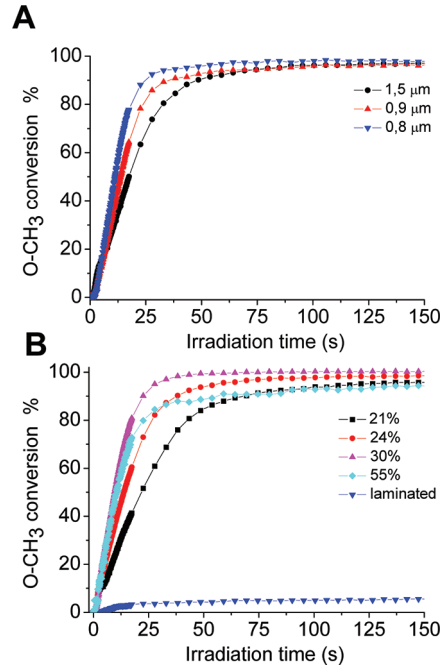 A
O-CH₃ conversion %
100
80
60
40
20
0
1,5 μm
0,9 μm
0,8 μm
0 25 50 75 100 125 150
Irradiation time (s)
B
O-CH₃ conversion %
100
80
60
40
20
0
21%
24%
30%
55%
laminated
0 25 50 75 100 125 150
Irradiation time (s)